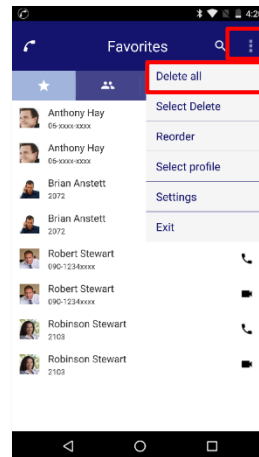 4:20
Favorites
Delete all
Select Delete
Reorder
Select profile
Settings
Exit
Anthony Hay
06-xxxx-xxxx
Anthony Hay
06-xxxx-xxxx
Brian Anstett
2072
Brian Anstett
2072
Robert Stewart
090-1234xxxx
Robert Stewart
090-1234xxxx
Robinson Stewart
2103
Robinson Stewart
2103